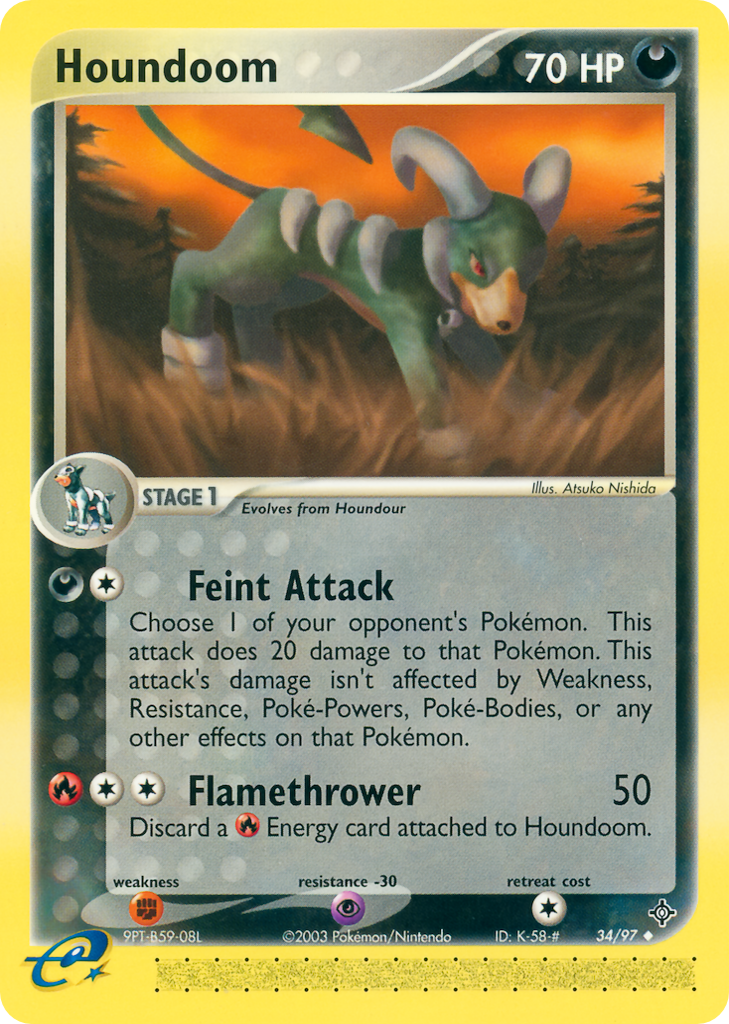 Houndoom
70 HP
Illus. Atsuko Nishida
STAGE 1
Evolves from Houndour
Feint Attack
Choose 1 of your opponent's Pokémon. This
attack does 20 damage to that Pokémon. This
attack's damage isn't affected by Weakness,
Resistance, Poké-Powers, Poké-Bodies, or any
other effects on that Pokémon.
Flamethrower 50
Discard a Energy card attached to Houndoom.
weakness resistance -30 retreat cost
9PT-B59-08L ©2003 Pokémon/Nintendo ID: K-58-# 34/97
e